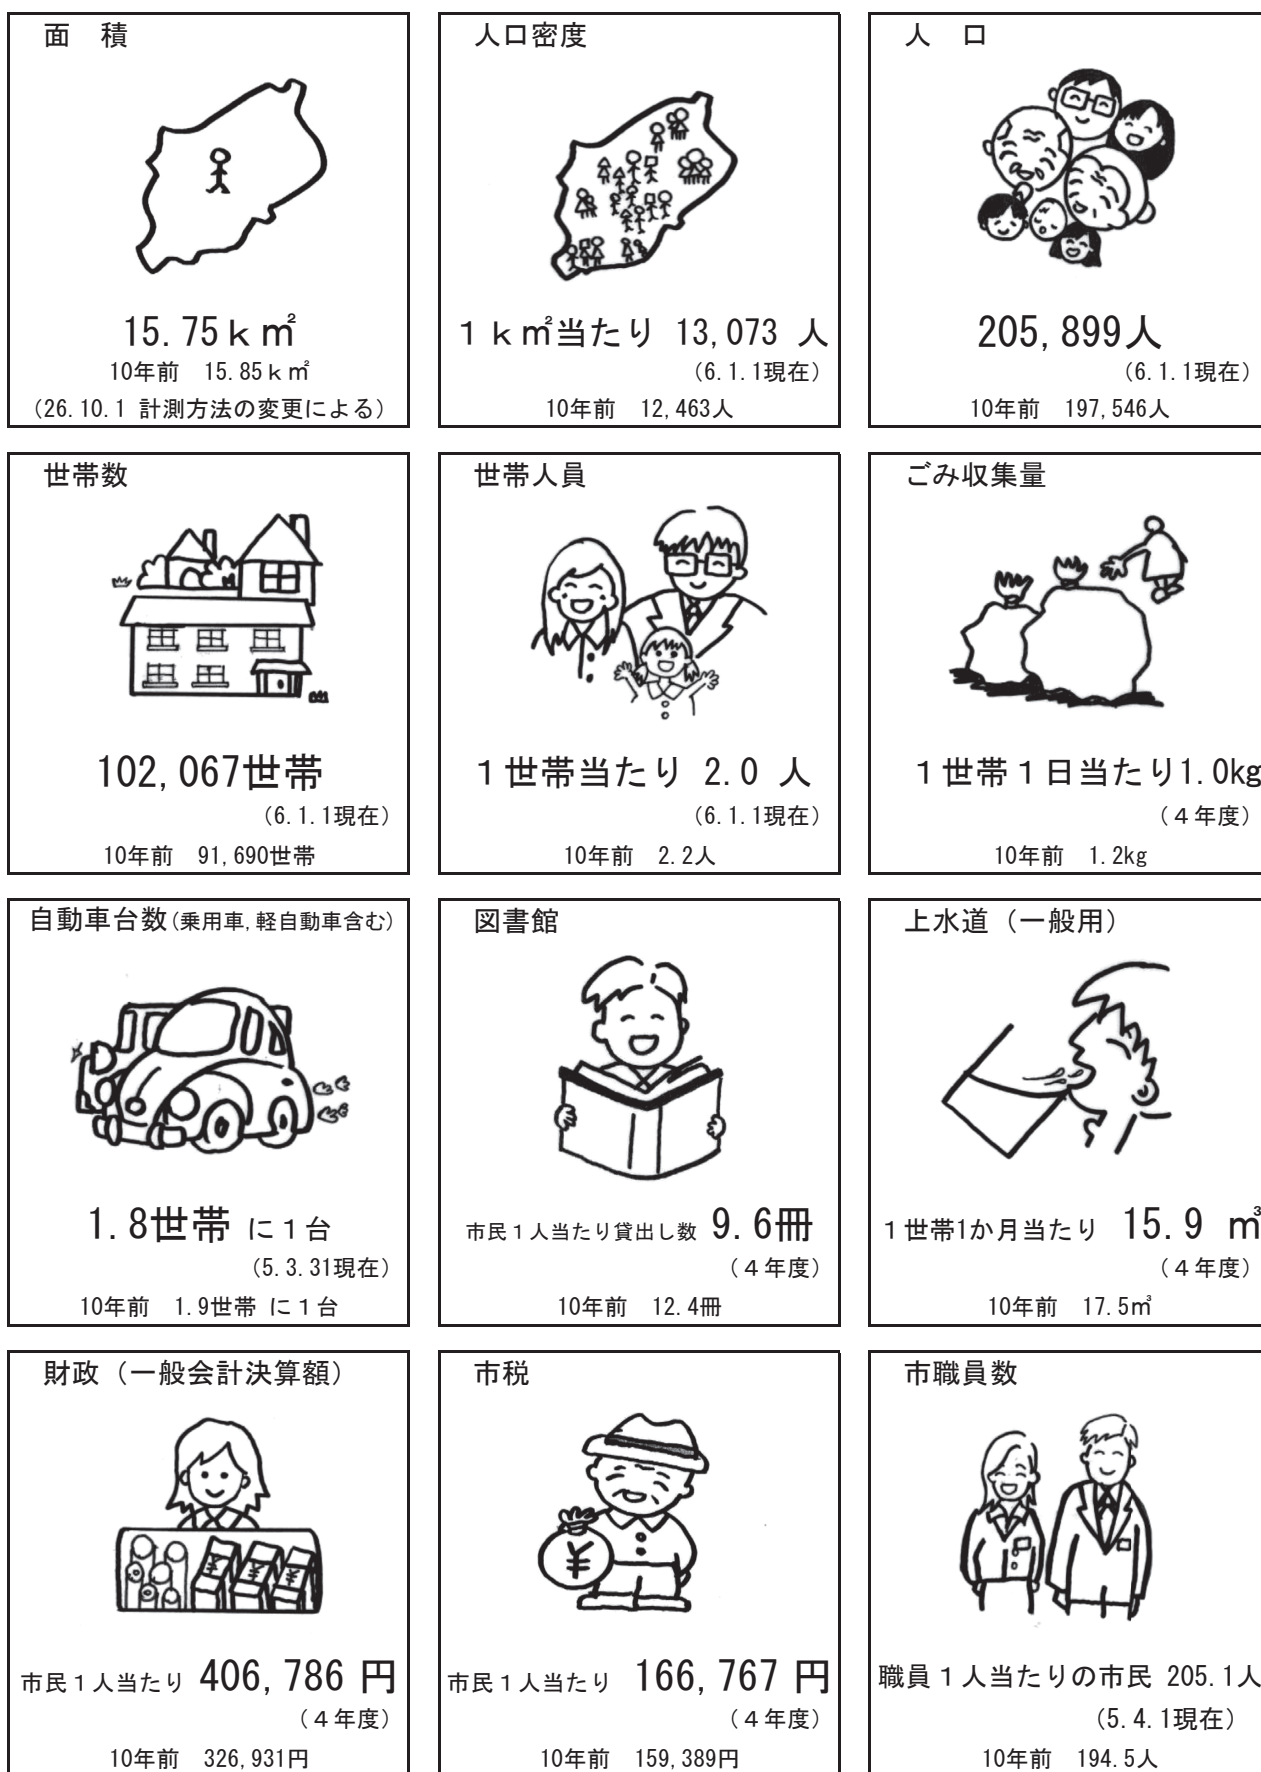 面　積
15.75ｋ㎡
10年前　15.85ｋ㎡
（26.10.1 計測方法の変更による）
人口密度
１ｋ㎡当たり 13,073 人
（6.1.1現在）
10年前　12,463人
人　口
205,899人
（6.1.1現在）
10年前　197,546人
世帯数
102,067世帯
（6.1.1現在）
10年前　91,690世帯
世帯人員
１世帯当たり 2.0 人
（6.1.1現在）
10年前　2.2人
ごみ収集量
１世帯１日当たり1.0kg
（４年度）
10年前　1.2kg
自動車台数(乗用車,軽自動車含む)
1.8世帯 に１台
（5.3.31現在）
10年前　1.9世帯 に１台
図書館
市民１人当たり貸出し数 9.6冊
（４年度）
10年前　12.4冊
上水道（一般用）
１世帯1か月当たり　15.9 ㎥
（４年度）
10年前　17.5㎥
財政（一般会計決算額）
¥ ¥ ¥
市民１人当たり 406,786 円
（４年度）
10年前　326,931円
市税
¥
市民１人当たり　166,767 円
（４年度）
10年前　159,389円
市職員数
職員１人当たりの市民 205.1人
（5.4.1現在）
10年前　194.5人